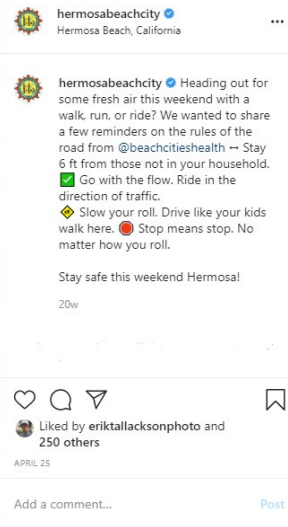 hermosabeachcity
Hermosa Beach, California
hermosabeachcity Heading out for
some fresh air this weekend with a
walk, run, or ride? We wanted to share
a few reminders on the rules of the
road from @beachcitieshealth ↔ Stay
6 ft from those not in your household.
✅ Go with the flow. Ride in the
direction of traffic.
Slow your roll. Drive like your kids
walk here. 🛑 Stop means stop. No
matter how you roll.
Stay safe this weekend Hermosa!
20w
Liked by eriktallacksonphoto and
250 others
APRIL 25
Add a comment... Post